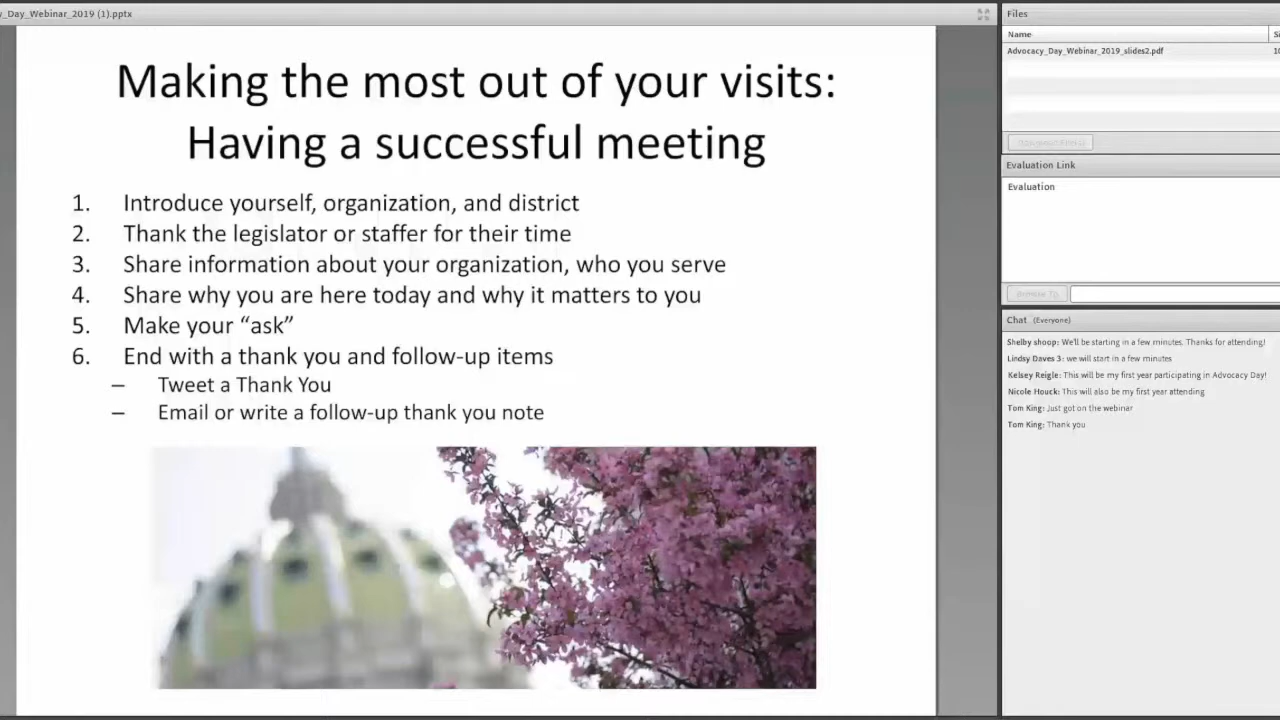 y_Day_Webinar_2019 (1).pptx
Making the most out of your visits:
Having a successful meeting
1. Introduce yourself, organization, and district
2. Thank the legislator or staffer for their time
3. Share information about your organization, who you serve
4. Share why you are here today and why it matters to you
5. Make your “ask”
6. End with a thank you and follow-up items
– Tweet a Thank You
– Email or write a follow-up thank you note
Files
Name Si
Advocacy_Day_Webinar_2019_slides2.pdf 10
Evaluation Link
Evaluation
Browse To
Chat (Everyone)
Shelby shoop: We'll be starting in a few minutes. Thanks for attending!
Lindsy Daves 3: we will start in a few minutes
Kelsey Reigle: This will be my first year participating in Advocacy Day!
Nicole Houck: This will also be my first year attending
Tom King: Just got on the webinar
Tom King: Thank you